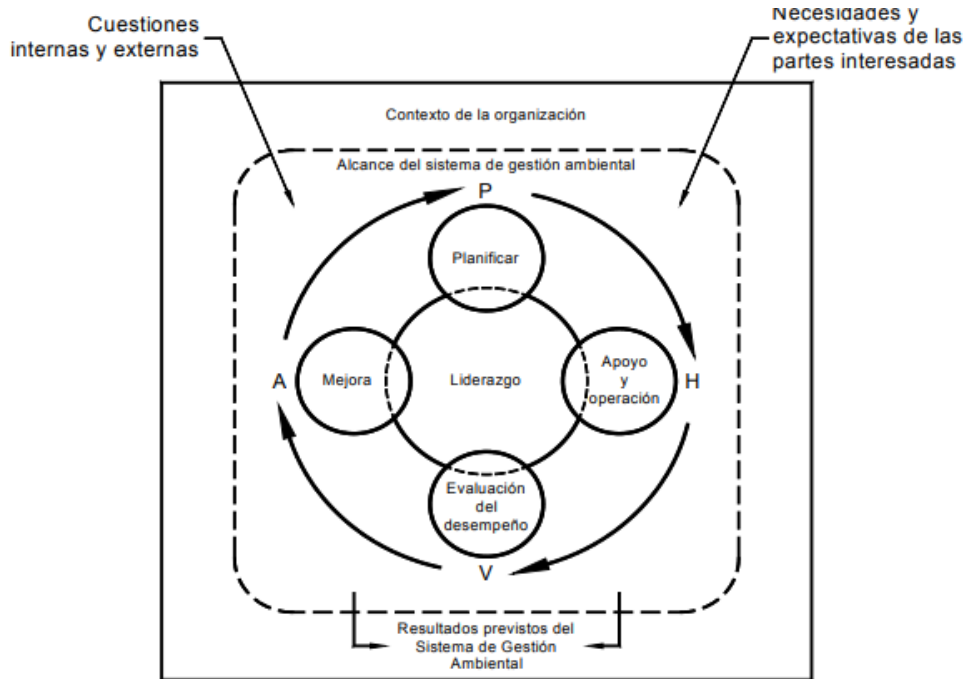 Cuestiones
internas y externas
Necesidades y
expectativas de las
partes interesadas
Contexto de la organización
Alcance del sistema de gestión ambiental
P
Planificar
A
Mejora
Liderazgo
Apoyo
y
operación
H
Evaluación
del
desempeño
V
Resultados previstos del
Sistema de Gestión
Ambiental